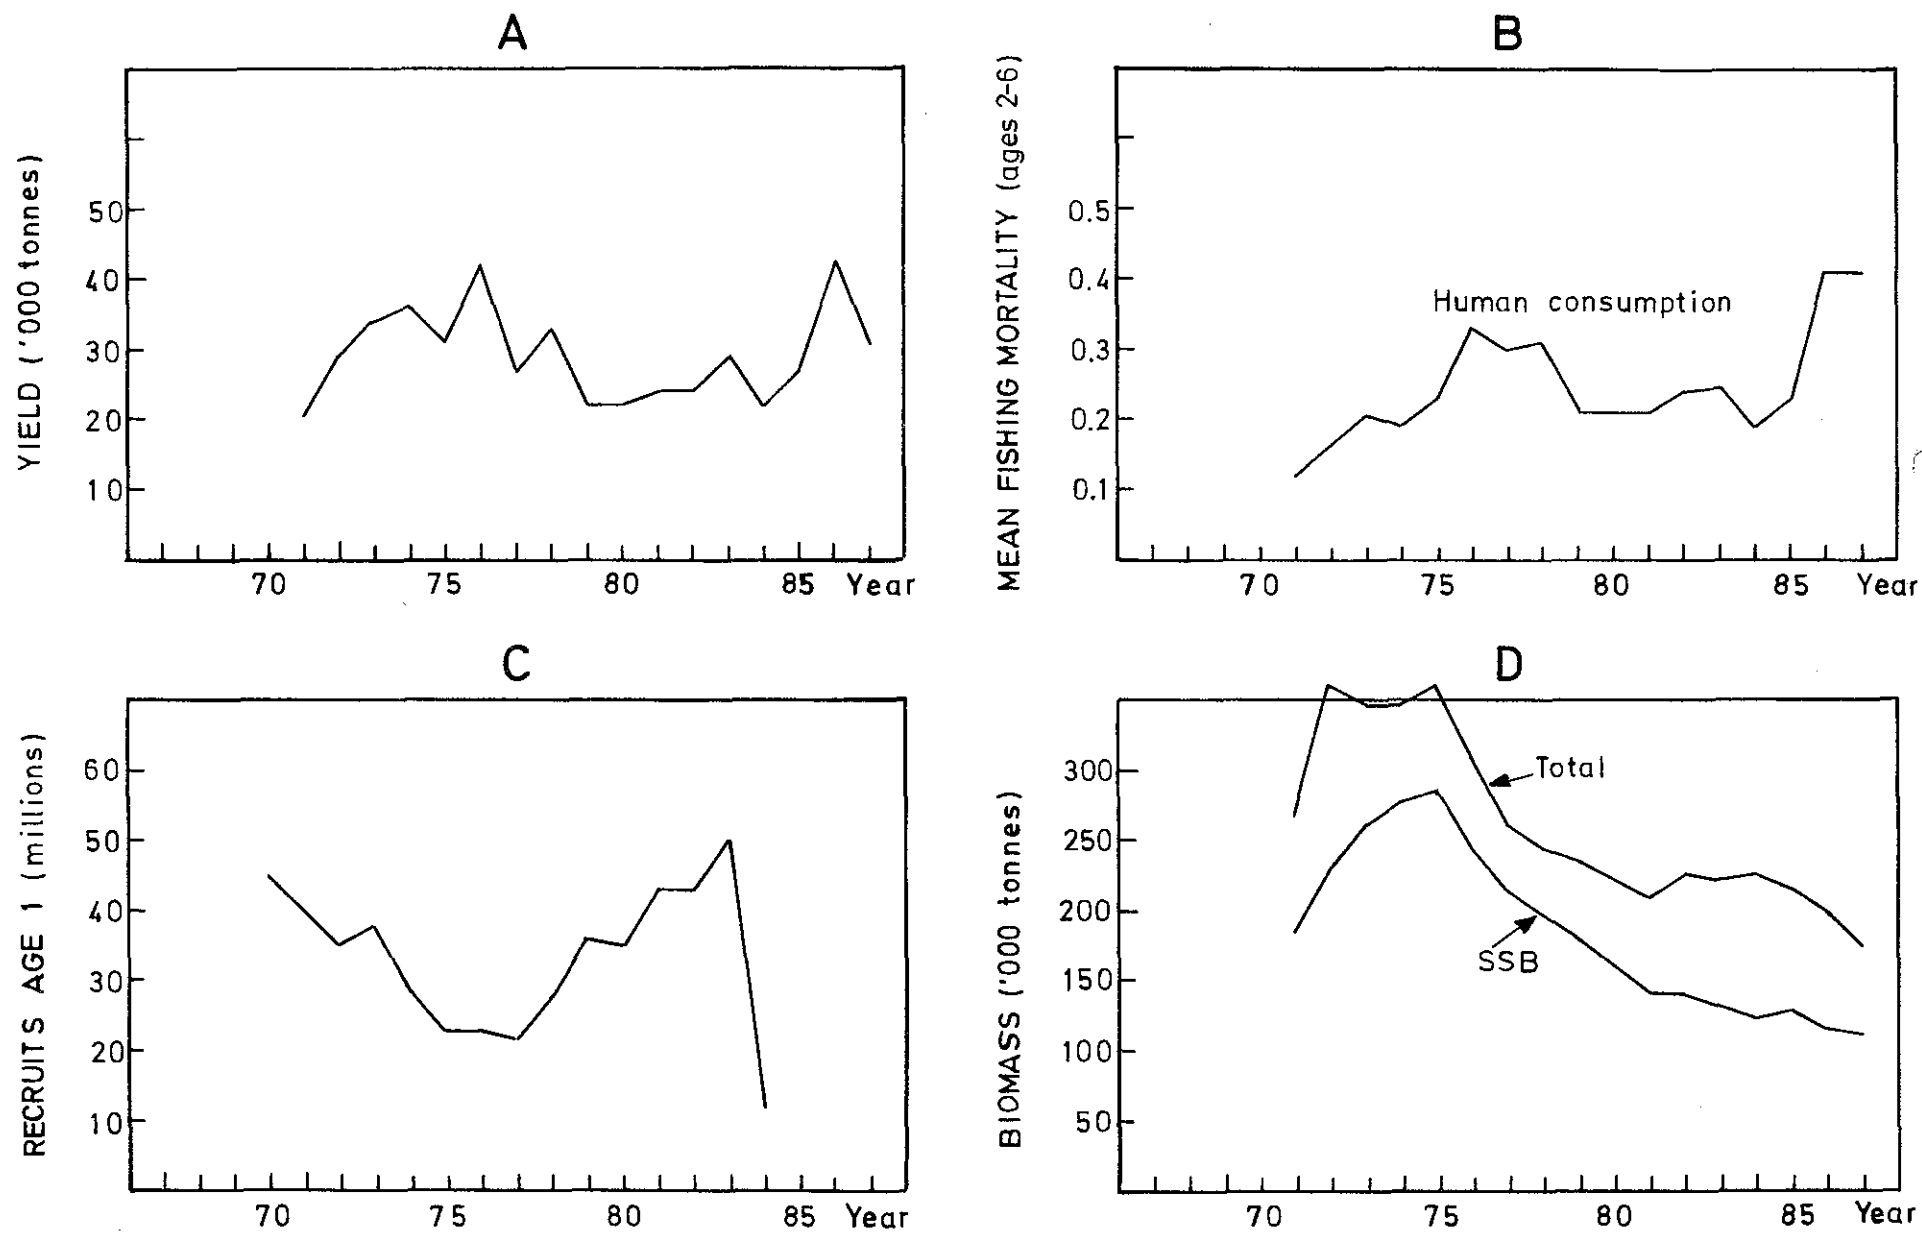 A
YIELD ('000 tonnes)
50
40
30
20
10
70 75 80 85 Year
B
MEAN FISHING MORTALITY (ages 2-6)
0.5
0.4
0.3
0.2
0.1
Human consumption
70 75 80 85 Year
C
RECRUITS AGE 1 (millions)
60
50
40
30
20
10
70 75 80 85 Year
D
BIOMASS ('000 tonnes)
300
250
200
150
100
50
Total
SSB
70 75 80 85 Year